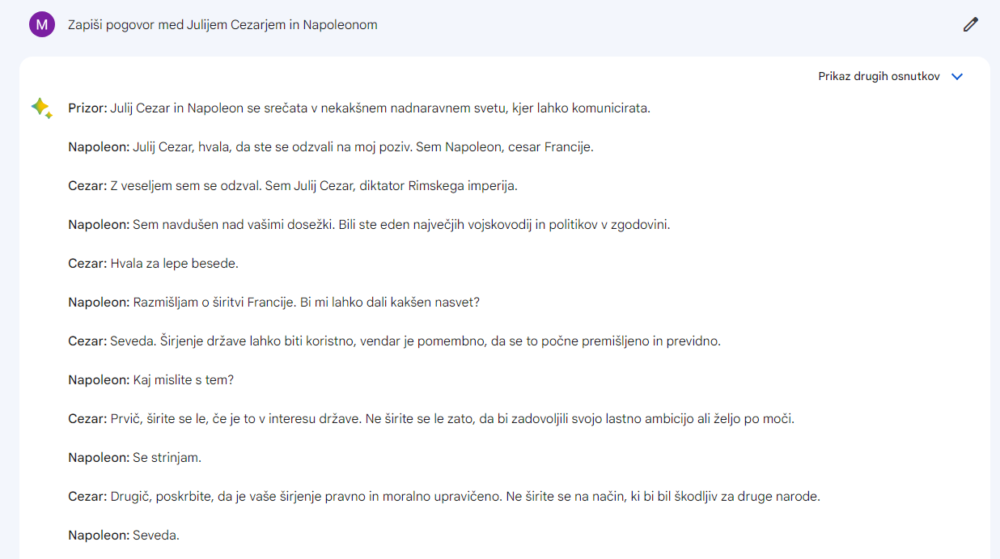 M
Zapiši pogovor med Julijem Cezarjem in Napoleonom
Prikaz drugih osnutkov
Prizor: Julij Cezar in Napoleon se srečata v nekakšnem nadnaravnem svetu, kjer lahko komunicirata.
Napoleon: Julij Cezar, hvala, da ste se odzvali na moj poziv. Sem Napoleon, cesar Francije.
Cezar: Z veseljem sem se odzval. Sem Julij Cezar, diktator Rimskega imperija.
Napoleon: Sem navdušen nad vašimi dosežki. Bili ste eden največjih vojskovodij in politikov v zgodovini.
Cezar: Hvala za lepe besede.
Napoleon: Razmišljam o širitvi Francije. Bi mi lahko dali kakšen nasvet?
Cezar: Seveda. Širjenje države lahko biti koristno, vendar je pomembno, da se to počne premišljeno in previdno.
Napoleon: Kaj mislite s tem?
Cezar: Prvič, širite se le, če je to v interesu države. Ne širite se le zato, da bi zadovoljili svojo lastno ambicijo ali željo po moči.
Napoleon: Se strinjam.
Cezar: Drugič, poskrbite, da je vaše širjenje pravno in moralno upravičeno. Ne širite se na način, ki bi bil škodljiv za druge narode.
Napoleon: Seveda.